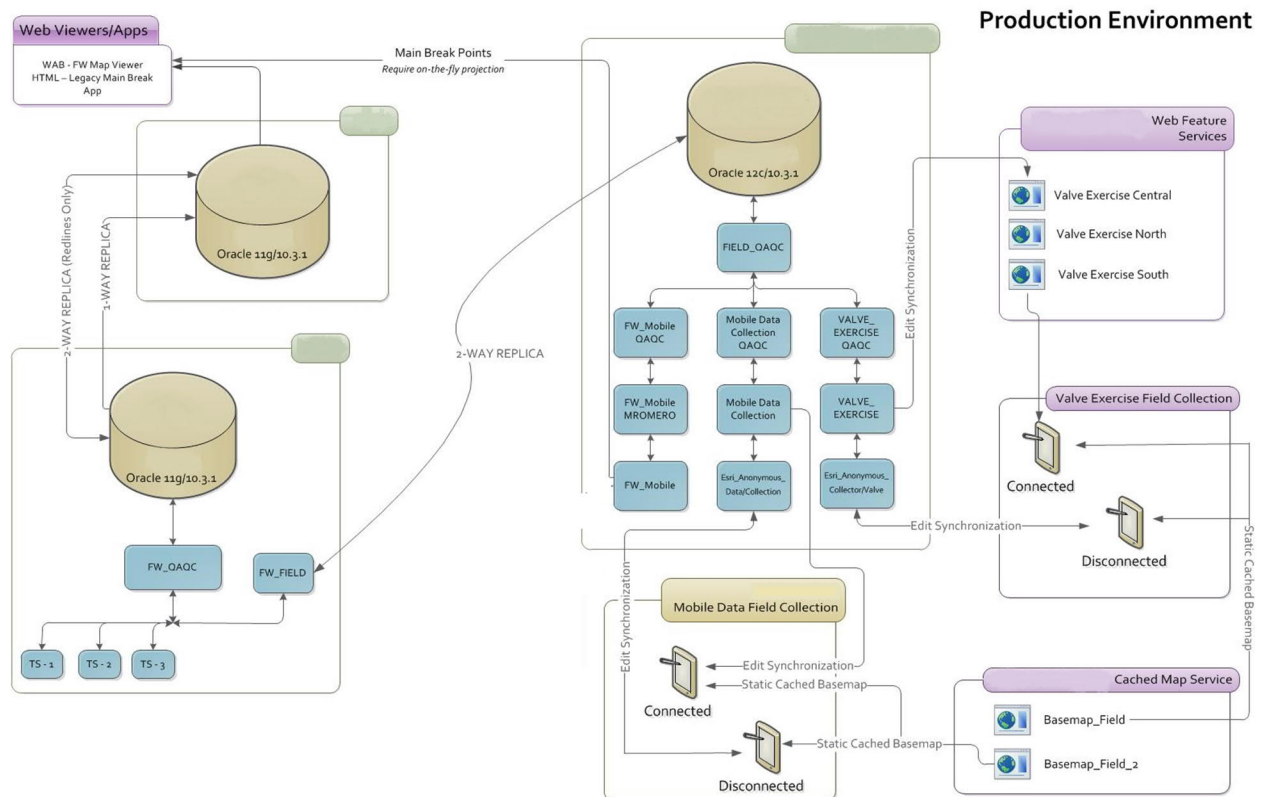 Production Environment
Web Viewers/Apps
WAB - FW Map Viewer
HTML – Legacy Main Break
App
Main Break Points
Require on-the-fly projection
Oracle 11g/10.3.1
2-WAY REPLICA (Redlines Only)
1-WAY REPLICA
Oracle 11g/10.3.1
FW_QAQC
FW_FIELD
TS - 1
TS - 2
TS - 3
2-WAY REPLICA
Oracle 12c/10.3.1
FIELD_QAQC
FW_Mobile
QAQC
Mobile Data
Collection
QAQC
VALVE_
EXERCISE
QAQC
FW_Mobile
MROMERO
Mobile Data
Collection
VALVE_
EXERCISE
FW_Mobile
Esri_Anonymous_
Data/Collection
Esri_Anonymous_
Collector/Valve
Edit Synchronization
Web Feature
Services
Valve Exercise Central
Valve Exercise North
Valve Exercise South
Valve Exercise Field Collection
Connected
Edit Synchronization
Disconnected
Static Cached Basemap
Mobile Data Field Collection
Edit Synchronization
Edit Synchronization
Static Cached Basemap
Connected
Static Cached Basemap
Disconnected
Cached Map Service
Basemap_Field
Basemap_Field_2